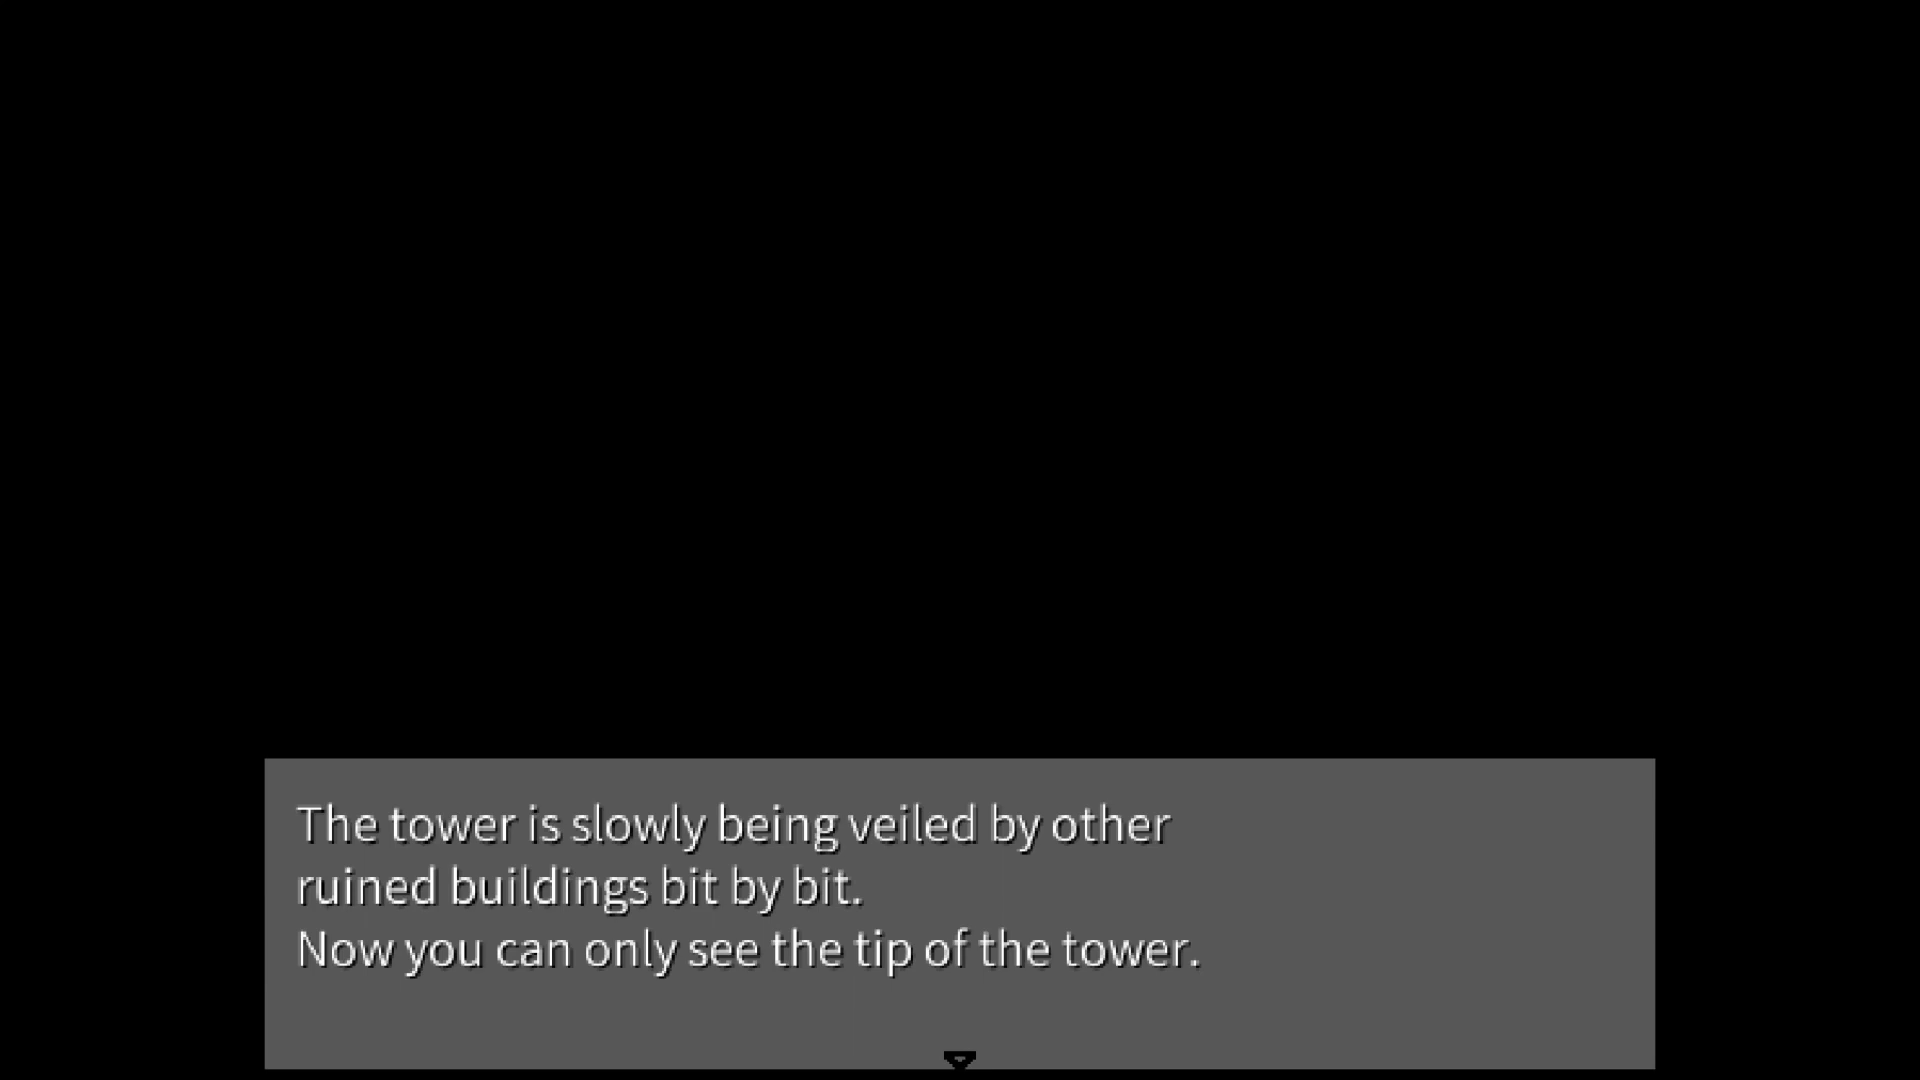 The tower is slowly being veiled by other
ruined buildings bit by bit.
Now you can only see the tip of the tower.